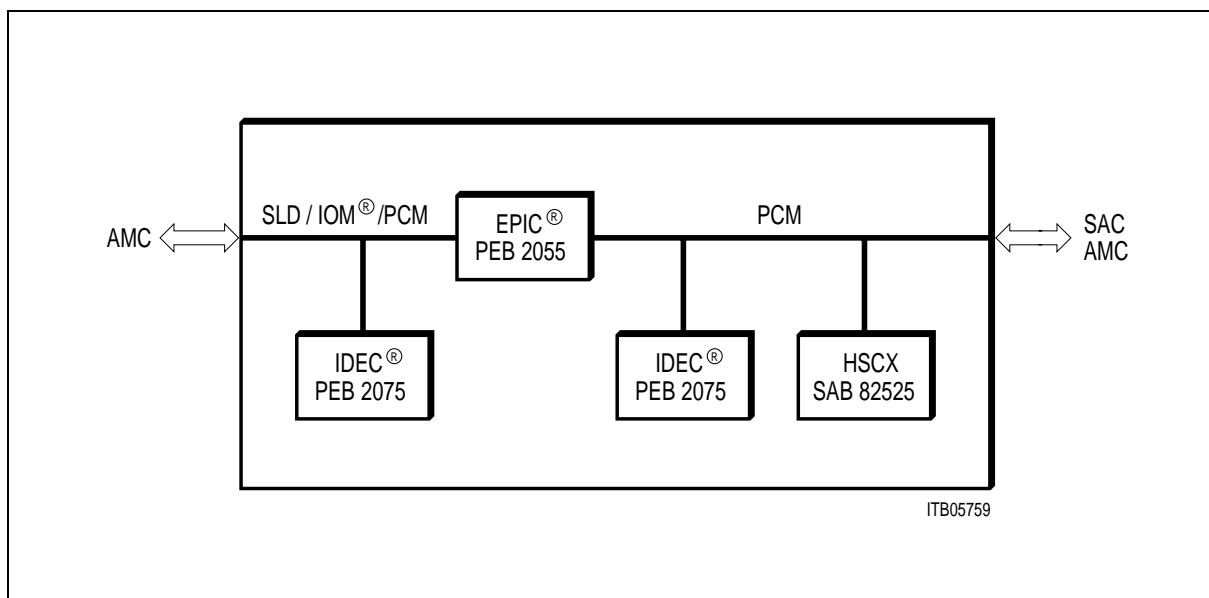 SLD / IOM® /PCM
EPIC®
PEB 2055
PCM
AMC
SAC
AMC
IDEC®
PEB 2075
IDEC®
PEB 2075
HSCX
SAB 82525
ITB05759